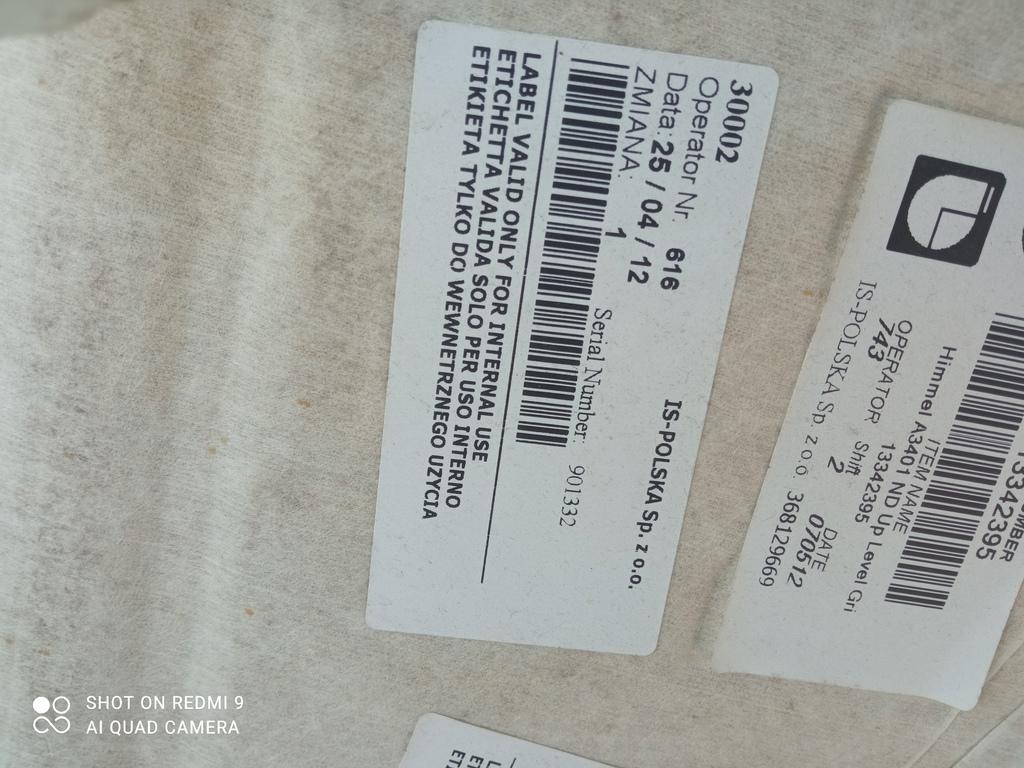 30002
Operator Nr. 616
Data: 25 / 04 / 12
ZMIANA: 1
IS-POLSKA Sp. z o.o.
Serial Number: 901332
LABEL VALID ONLY FOR INTERNAL USE
ETICHETTA VALIDA SOLO PER USO INTERNO
ETIKIETA TYLKO DO WEWNETRZNEGO UZYCIA
13342395
ITEM NAME
Himmel A3401 ND Up Level Gri
13342395
OPERATOR Shift DATE
743 2 070512
IS-POLSKA Sp. z o.o. 368129669
SHOT ON REDMI 9
AI QUAD CAMERA